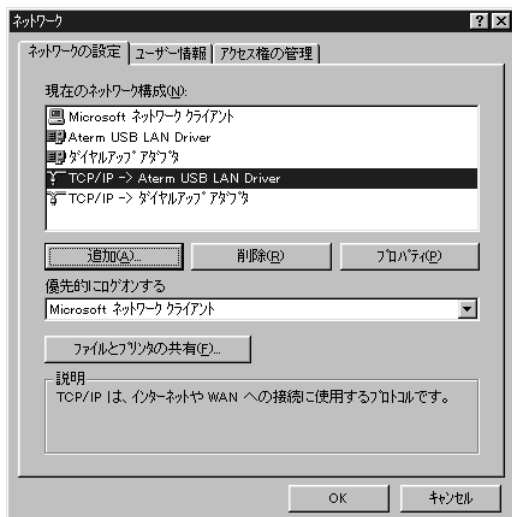 ネットワーク
ネットワークの設定 ユーザー情報 アクセス権の管理
現在のネットワーク構成(N):
Microsoft ネットワーク クライアント
Aterm USB LAN Driver
ダイヤルアップ アダプタ
TCP/IP -> Aterm USB LAN Driver
TCP/IP -> ダイヤルアップ アダプタ
追加(A)... 削除(R) プロパティ(P)
優先的にログオンする
Microsoft ネットワーク クライアント
ファイルとプリンタの共有(F)...
説明
TCP/IP は、インターネットや WAN への接続に使用するプロトコルです。
OK キャンセル